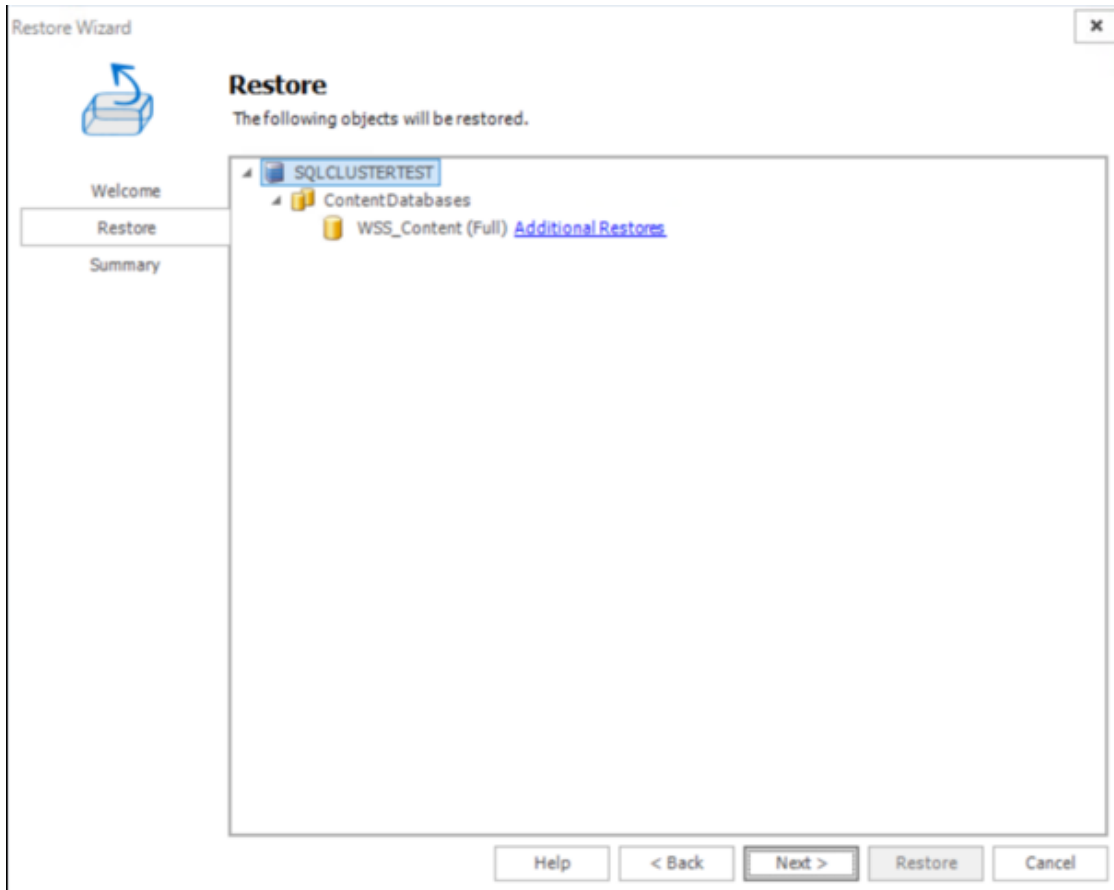 Restore Wizard
Restore
The following objects will be restored.
Welcome
Restore
Summary
SQLCLUSTERTEST
ContentDatabases
WSS_Content (Full) Additional Restores
Help
< Back
Next >
Restore
Cancel